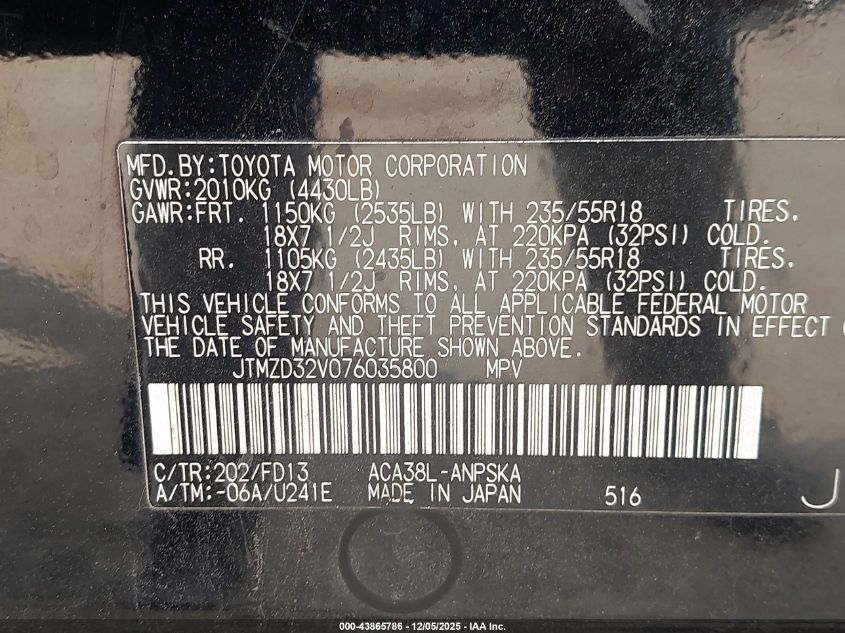 MFD.BY:TOYOTA MOTOR CORPORATION
GVWR:2010KG (4430LB)
GAWR:FRT. 1150KG (2535LB) WITH 235/55R18 TIRES.
18X7 1/2J RIMS, AT 220KPA (32PSI) COLD.
RR. 1105KG (2435LB) WITH 235/55R18 TIRES.
18X7 1/2J RIMS, AT 220KPA (32PSI) COLD.
THIS VEHICLE CONFORMS TO ALL APPLICABLE FEDERAL MOTOR
VEHICLE SAFETY AND THEFT PREVENTION STANDARDS IN EFFECT
THE DATE OF MANUFACTURE SHOWN ABOVE.
JTMZD32V076035800 MPV
C/TR:202/FD13 ACA38L-ANPSKA
A/TM:-06A/U241E MADE IN JAPAN 516 J
000-43865786 - 12/05/2025 - IAA Inc.